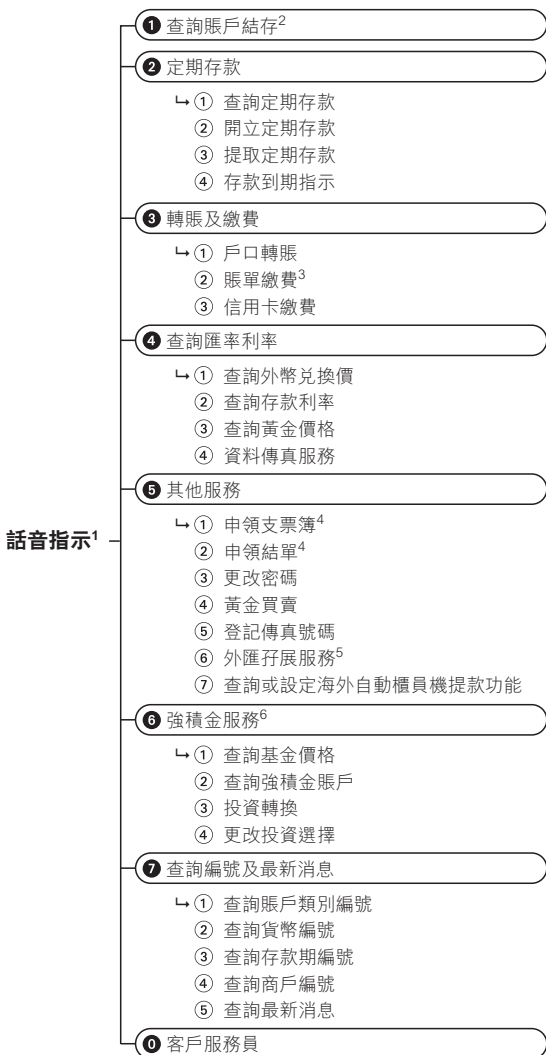 ❶ 查詢賬戶結存²
❷ 定期存款
↳ ① 查詢定期存款
② 開立定期存款
③ 提取定期存款
④ 存款到期指示
❸ 轉賬及繳費
↳ ① 戶口轉賬
② 賬單繳費³
③ 信用卡繳費
❹ 查詢匯率利率
↳ ① 查詢外幣兑換價
② 查詢存款利率
③ 查詢黃金價格
④ 資料傳真服務
❺ 其他服務
話音指示¹
↳ ① 申領支票簿⁴
② 申領結單⁴
③ 更改密碼
④ 黃金買賣
⑤ 登記傳真號碼
⑥ 外匯孖展服務⁵
⑦ 查詢或設定海外自動櫃員機提款功能
❻ 強積金服務⁶
↳ ① 查詢基金價格
② 查詢強積金賬戶
③ 投資轉換
④ 更改投資選擇
❼ 查詢編號及最新消息
↳ ① 查詢賬戶類別編號
② 查詢貨幣編號
③ 查詢存款期編號
④ 查詢商戶編號
⑤ 查詢最新消息
⓿ 客戶服務員